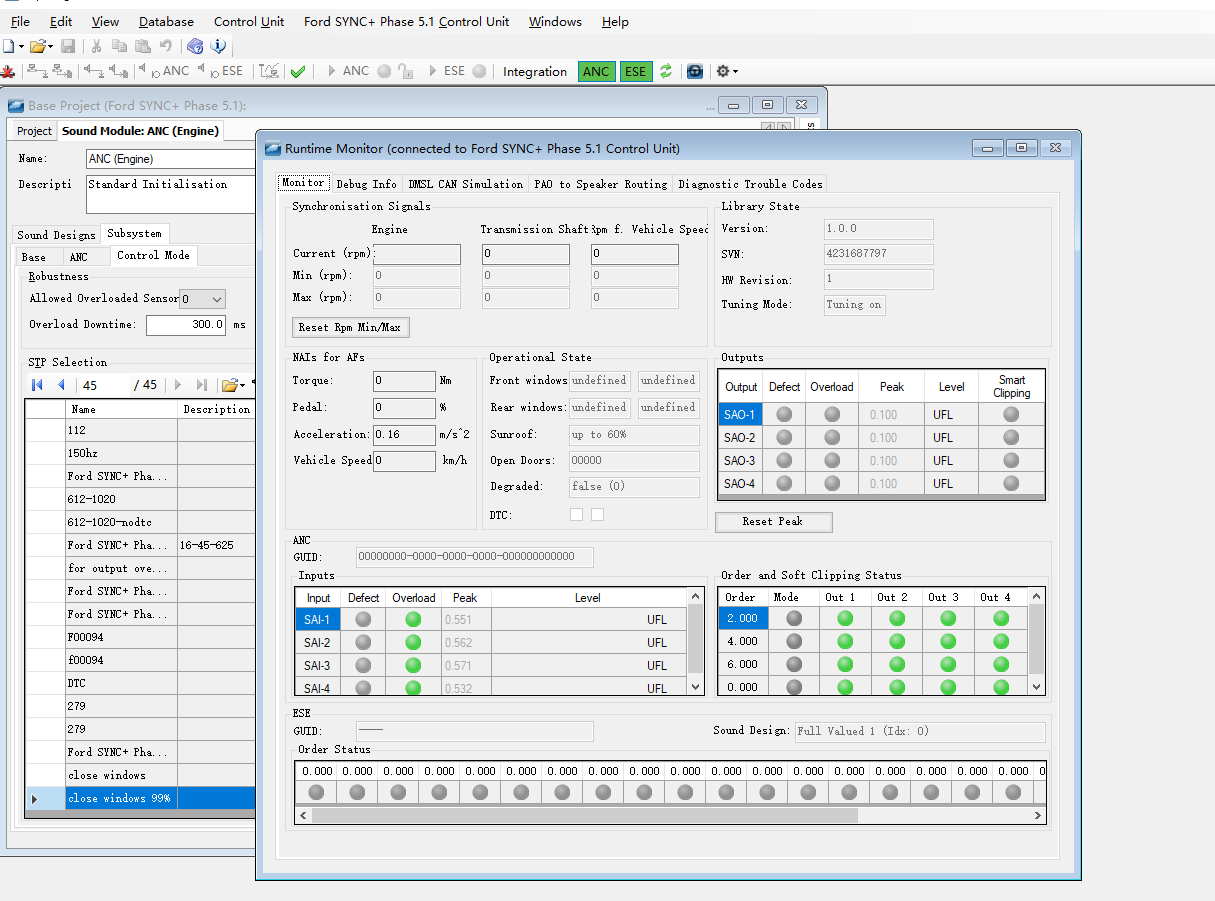 File Edit View Database Control Unit Ford SYNC+ Phase 5.1 Control Unit Windows Help
ANC ESE ANC ESE Integration ANC ESE
Base Project (Ford SYNC+ Phase 5.1): ...
Project Sound Module: ANC (Engine)
Name: ANC (Engine)
Descripti Standard Initialisation
Sound Designs Subsystem
Base ANC Control Mode
Robustness
Allowed Overloaded Sensor 0
Overload Downtime: 300.0 ms
STP Selection
45 / 45
Name Description
112
150hz
Ford SYNC+ Pha...
612-1020
612-1020-nodtc
Ford SYNC+ Pha... 16-45-625
for output ove...
Ford SYNC+ Pha...
Ford SYNC+ Pha...
F00094
f00094
DTC
279
279
Ford SYNC+ Pha...
close windows
close windows 99%
Runtime Monitor (connected to Ford SYNC+ Phase 5.1 Control Unit)
Monitor Debug Info DMSL CAN Simulation PAO to Speaker Routing Diagnostic Trouble Codes
Synchronisation Signals
Engine Transmission Shaft Rpm f. Vehicle Speed
Current (rpm): 0 0
Min (rpm): 0 0 0
Max (rpm): 0 0 0
Reset Rpm Min/Max
Library State
Version: 1.0.0
SVN: 4231687797
HW Revision: 1
Tuning Mode: Tuning on
NAIs for AFs
Torque: 0 Nm
Pedal: 0 %
Acceleration: 0.16 m/s^2
Vehicle Speed 0 km/h
Operational State
Front windows undefined undefined
Rear windows: undefined undefined
Sunroof: up to 60%
Open Doors: 00000
Degraded: false (0)
DTC:
Outputs
Output Defect Overload Peak Level Smart Clipping
SAO-1 0.100 UFL
SAO-2 0.100 UFL
SAO-3 0.100 UFL
SAO-4 0.100 UFL
Reset Peak
ANC
GUID: 00000000-0000-0000-0000-000000000000
Inputs
Input Defect Overload Peak Level
SAI-1 0.551 UFL
SAI-2 0.562 UFL
SAI-3 0.571 UFL
SAI-4 0.532 UFL
Order and Soft Clipping Status
Order Mode Out 1 Out 2 Out 3 Out 4
2.000
4.000
6.000
0.000
ESE
GUID: ——
Sound Design: Full Valued 1 (Idx: 0)
Order Status
0.000 0.000 0.000 0.000 0.000 0.000 0.000 0.000 0.000 0.000 0.000 0.000 0.000 0.000 0.000 0.000 0.000 0.000 0